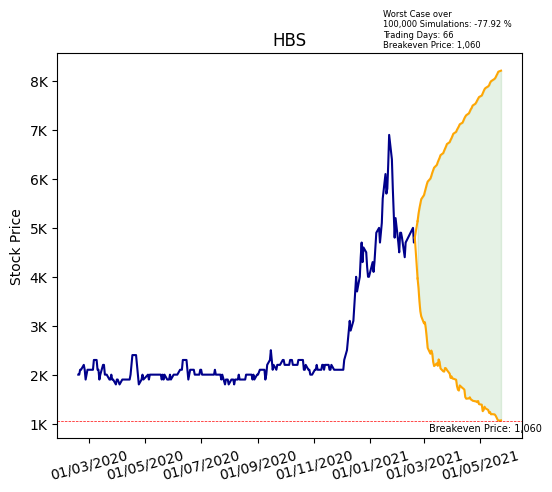 Worst Case over
100,000 Simulations: -77.92 %
Trading Days: 66
Breakeven Price: 1,060
HBS
Stock Price
8K
7K
6K
5K
4K
3K
2K
1K
Breakeven Price: 1,060
01/03/2020
01/05/2020
01/07/2020
01/09/2020
01/11/2020
01/01/2021
01/03/2021
01/05/2021